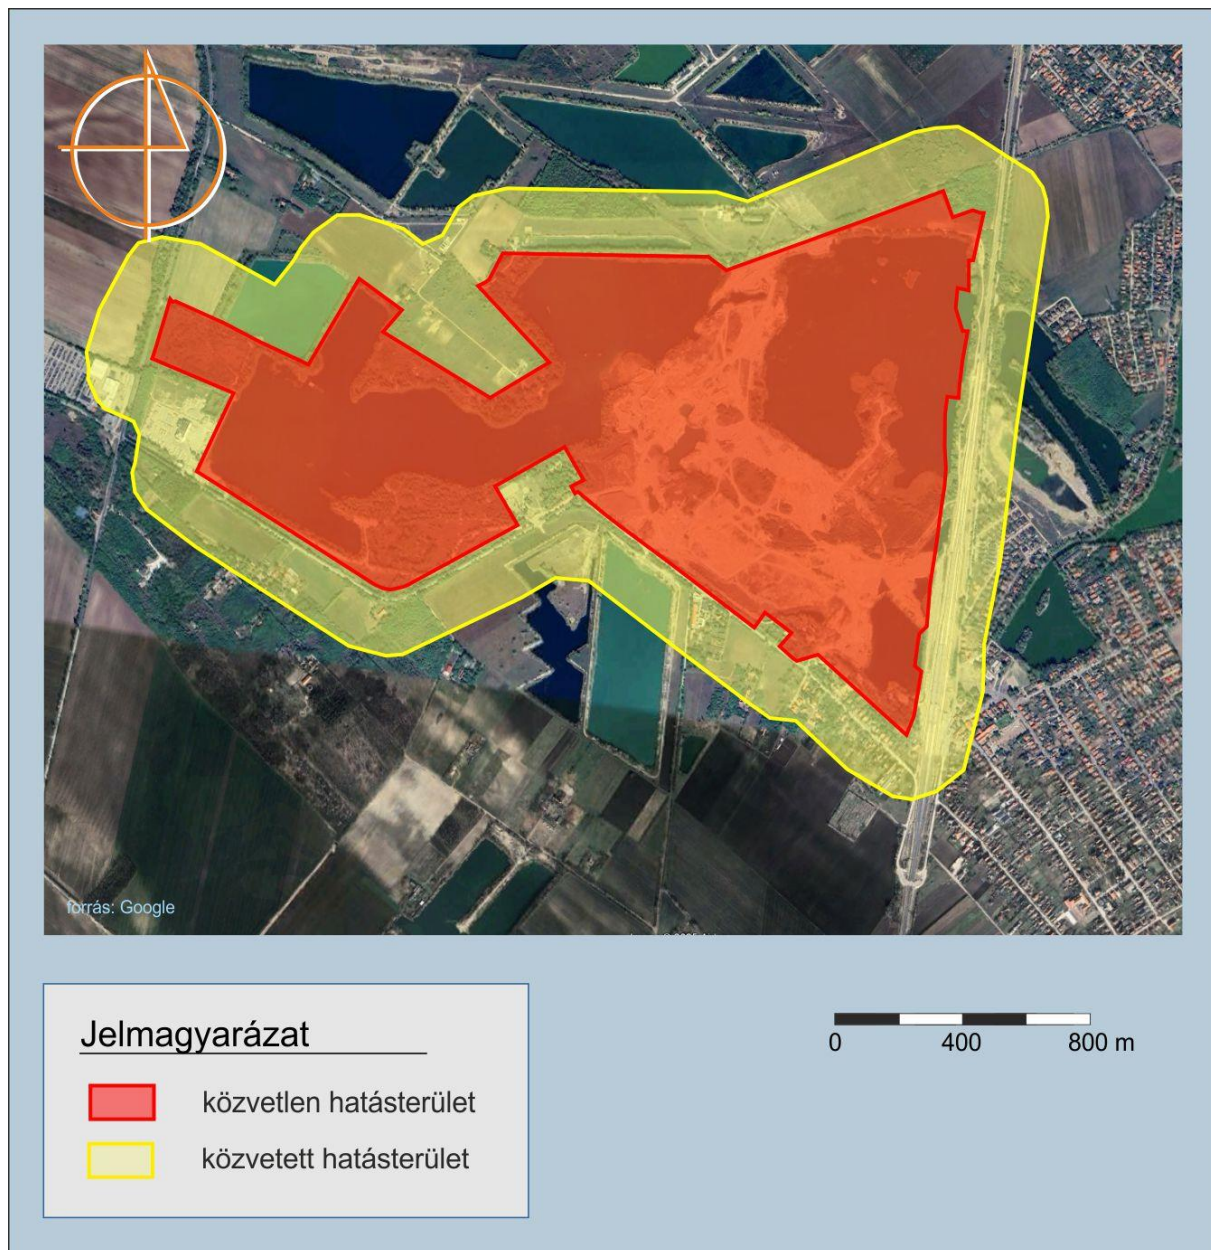 forrás: Google
Jelmagyarázat
közvetlen hatásterület
közvetett hatásterület
0 400 800 m